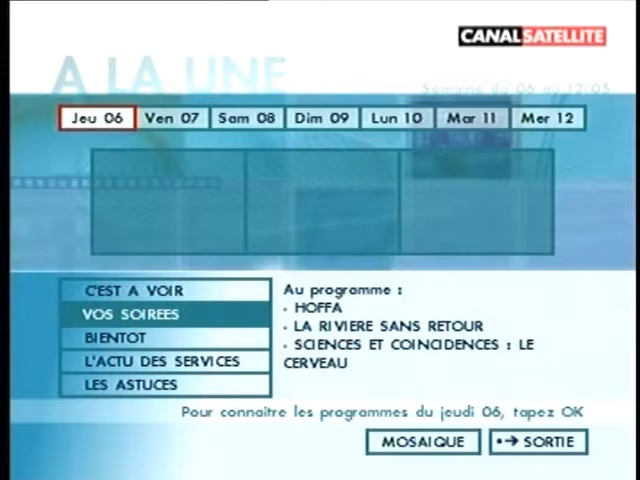 CANALSATELLITE
A LA UNE
Semaine du 06 au 12/05
Jeu 06 Ven 07 Sam 08 Dim 09 Lun 10 Mar 11 Mer 12
C'EST A VOIR
VOS SOIREES
BIENTOT
L'ACTU DES SERVICES
LES ASTUCES
Au programme :
- HOFFA
- LA RIVIERE SANS RETOUR
- SCIENCES ET COINCIDENCES : LE
CERVEAU
Pour connaitre les programmes du jeudi 06, tapez OK
MOSAIQUE
SORTIE